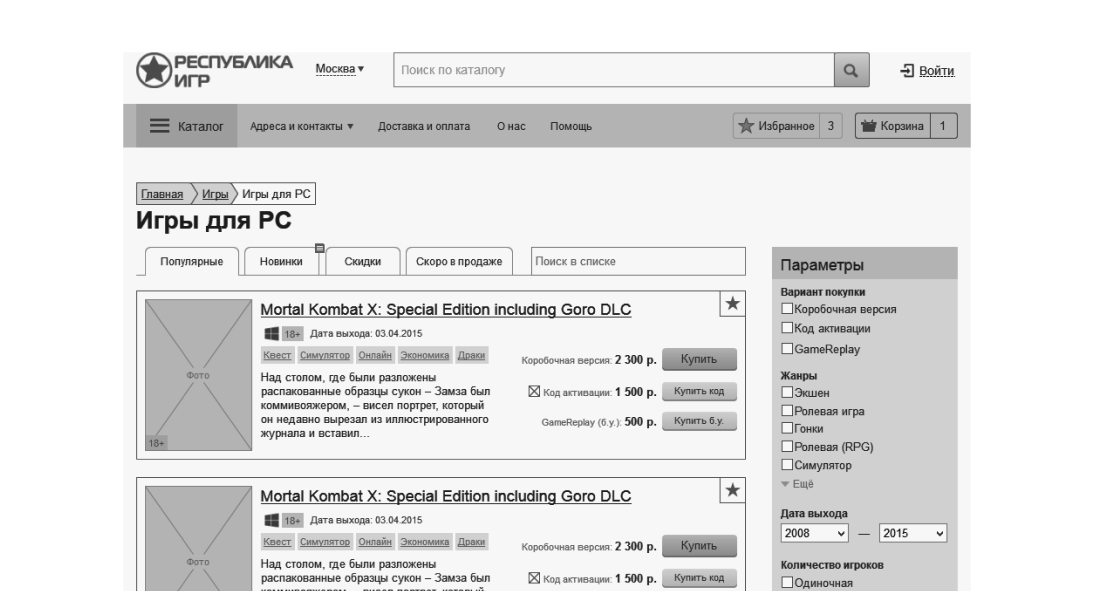 РЕСПУБЛИКА
ИГР
Москва
Поиск по каталогу
Войти
Каталог
Адреса и контакты
Доставка и оплата
О нас
Помощь
Избранное 3
Корзина 1
Главная
Игры
Игры для PC
Игры для PC
Популярные
Новинки
Скидки
Скоро в продаже
Поиск в списке
Mortal Kombat X: Special Edition including Goro DLC
18+ Дата выхода: 03.04.2015
Квест Симулятор Онлайн Экономика Драки
Над столом, где были разложены
распакованные образцы сукон – Замза был
коммивояжером, – висел портрет, который
он недавно вырезал из иллюстрированного
журнала и вставил...
Фото
18+
Коробочная версия: 2 300 р. Купить
Код активации: 1 500 р. Купить код
GameReplay (б.у.): 500 р. Купить б.у.
Mortal Kombat X: Special Edition including Goro DLC
18+ Дата выхода: 03.04.2015
Квест Симулятор Онлайн Экономика Драки
Над столом, где были разложены
распакованные образцы сукон – Замза был
коммивояжером, – висел портрет, который
Фото
Коробочная версия: 2 300 р. Купить
Код активации: 1 500 р. Купить код
Параметры
Вариант покупки
Коробочная версия
Код активации
GameReplay
Жанры
Экшен
Ролевая игра
Гонки
Ролевая (RPG)
Симулятор
Ещё
Дата выхода
2008 — 2015
Количество игроков
Одиночная